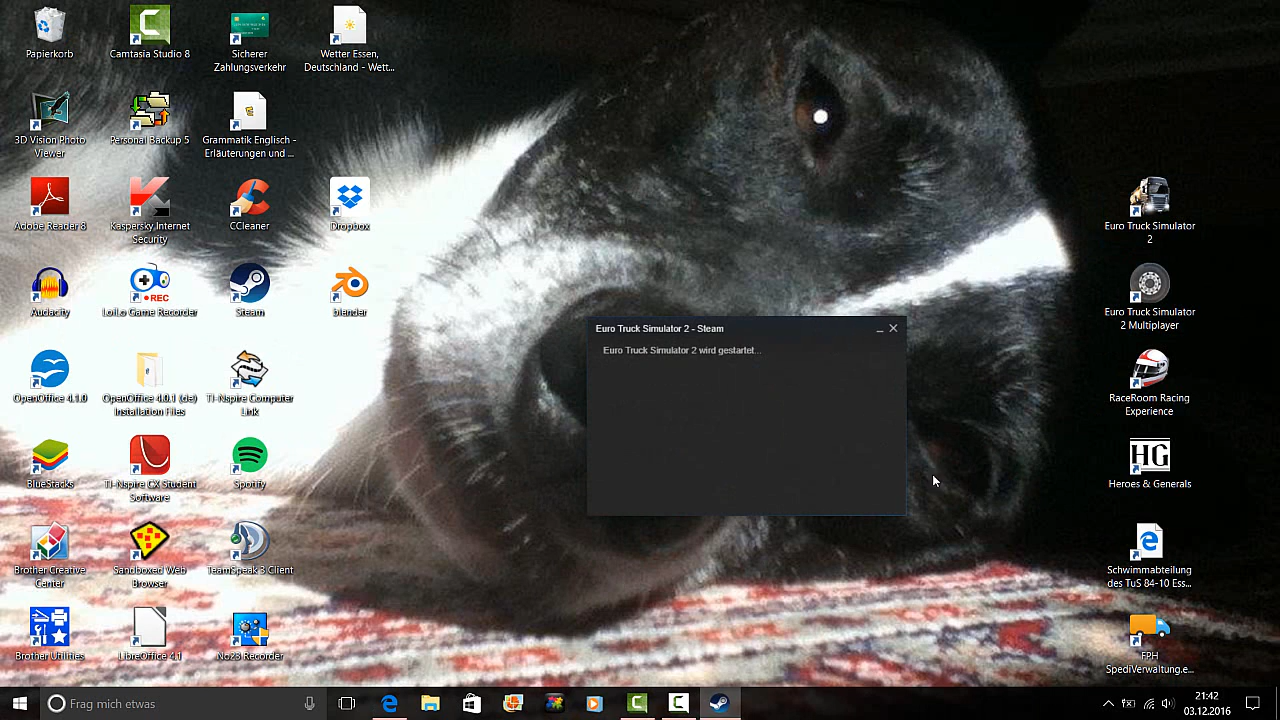 Papierkorb
Camtasia Studio 8
Sicherer
Zahlungsverkehr
Wetter Essen,
Deutschland - Wett...
3D Vision Photo
Viewer
Personal Backup 5
Grammatik Englisch -
Erläuterungen und ...
Adobe Reader 8
Kaspersky Internet
Security
CCleaner
Dropbox
Audacity
LoiLo Game Recorder
REC
Steam
blender
OpenOffice 4.1.0
OpenOffice 4.0.1 (de)
Installation Files
TI-Nspire Computer
Link
BlueStacks
TI-Nspire CX Student
Software
Spotify
Brother Creative
Center
Sandboxed Web
Browser
TeamSpeak 3 Client
Brother Utilities
LibreOffice 4.1
No23 Recorder
Euro Truck Simulator 2 - Steam
Euro Truck Simulator 2 wird gestartet...
Euro Truck Simulator
2
Euro Truck Simulator
2 Multiplayer
RaceRoom Racing
Experience
HG
Heroes & Generals
Schwimmabteilung
des TuS 84-10 Ess...
FPH
SpediVerwaltung.e...
Frag mich etwas
21:42
03.12.2016